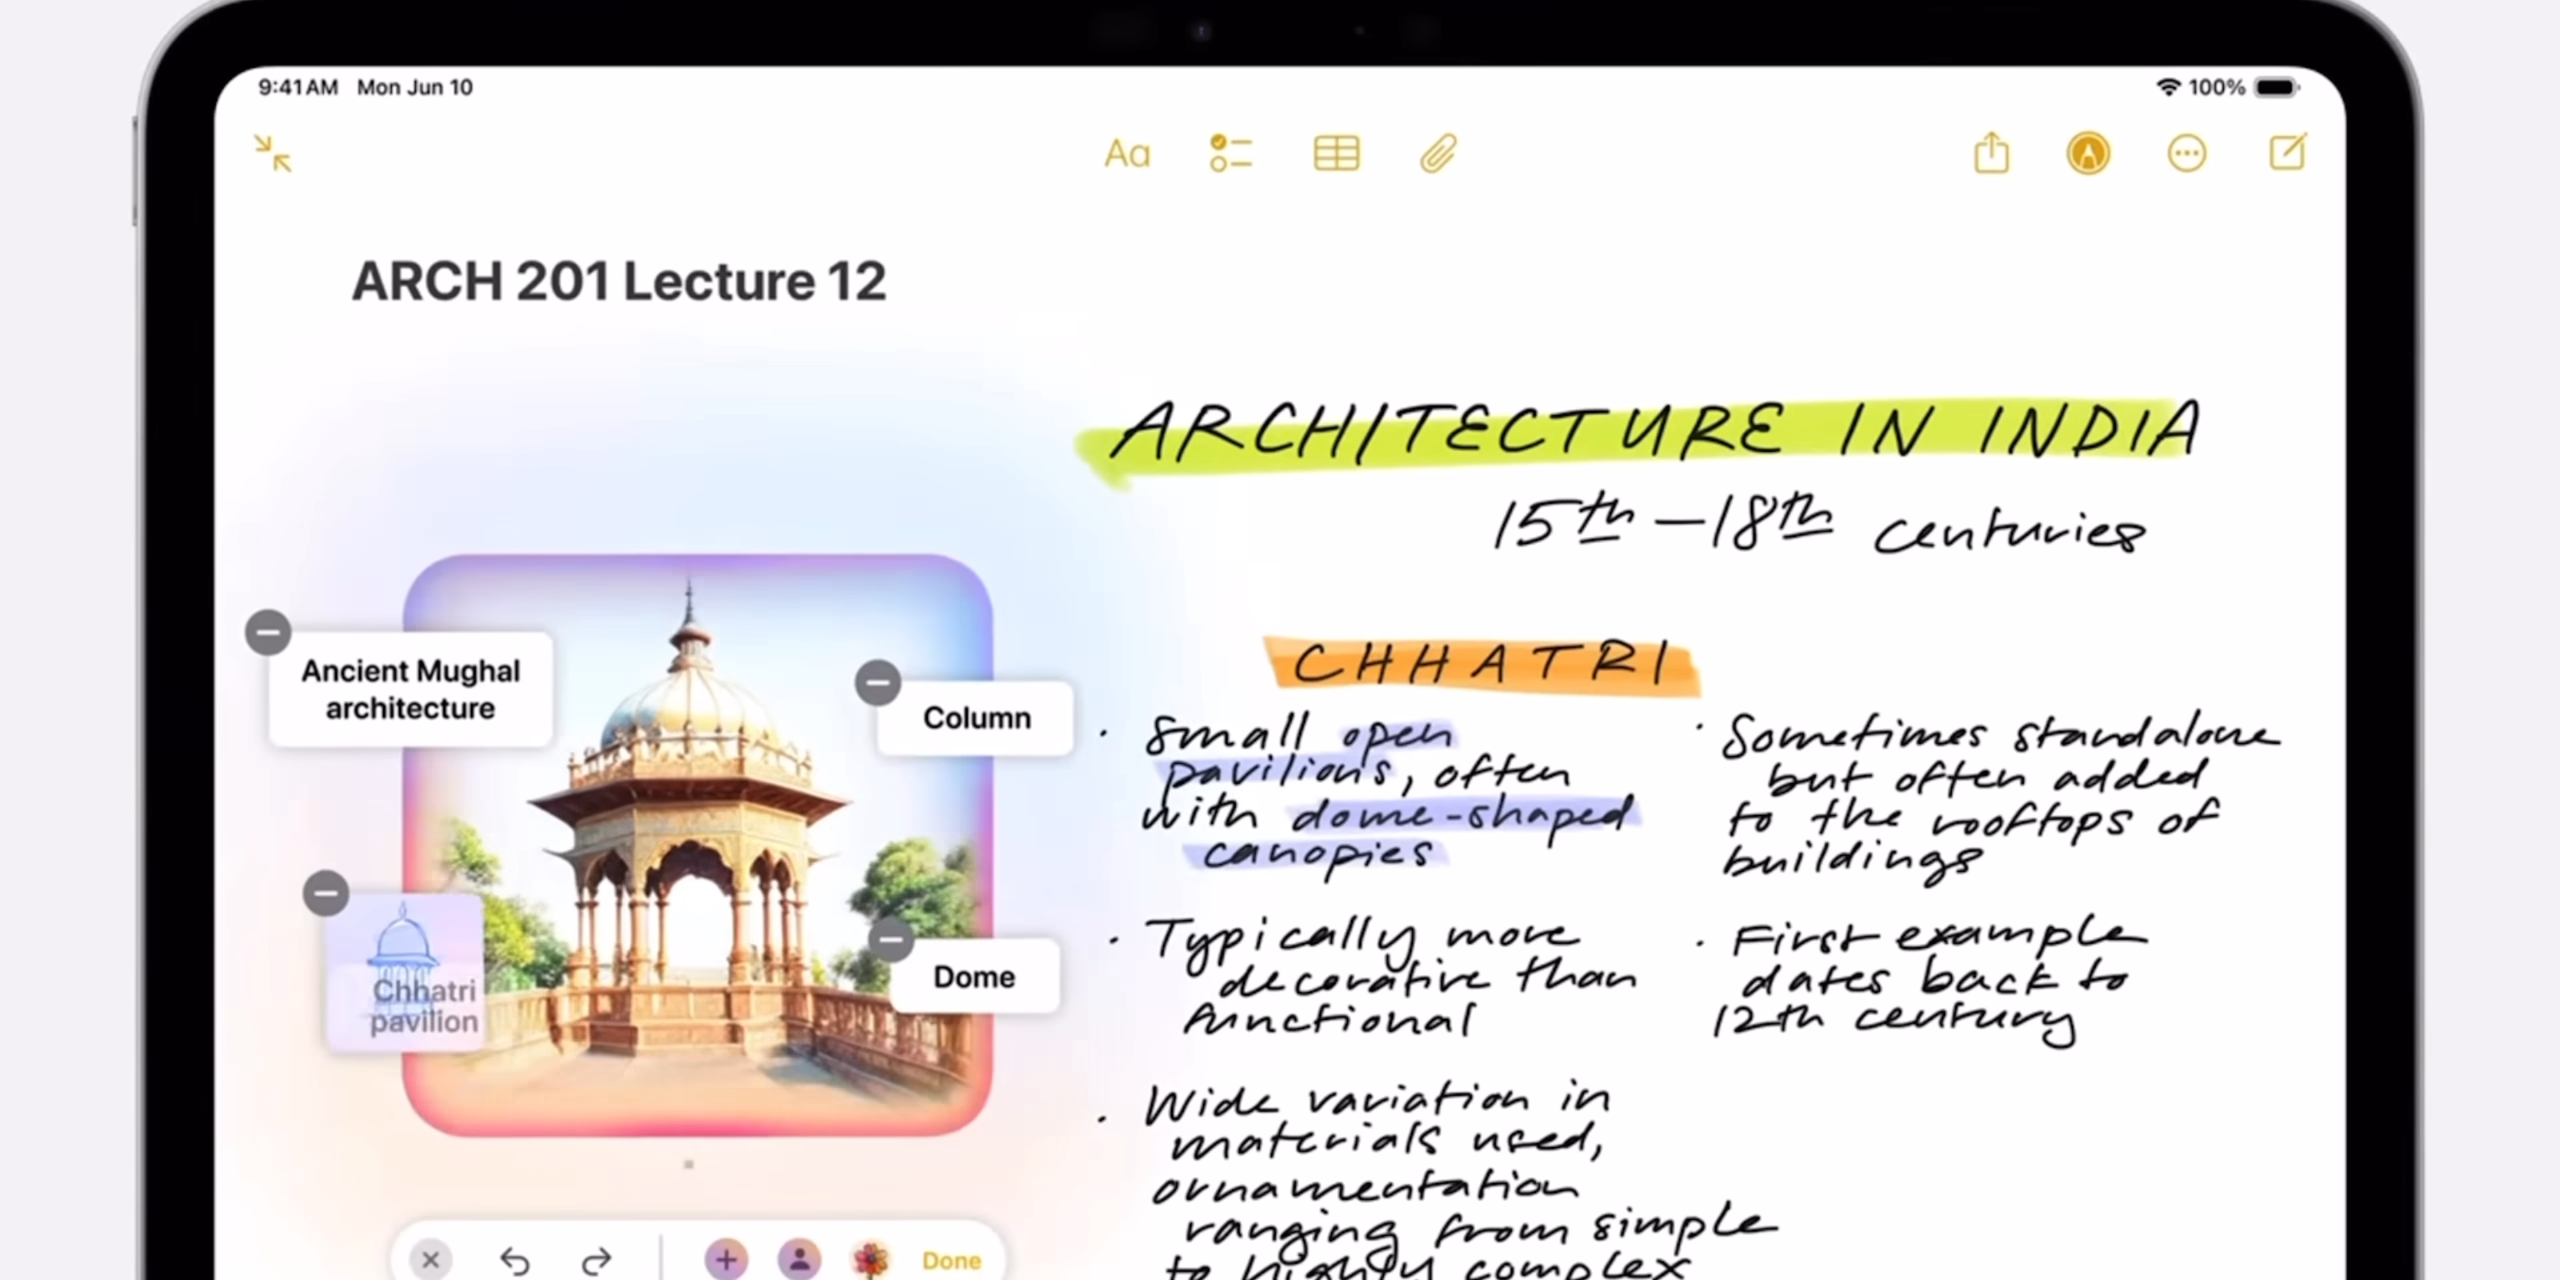 9:41 AM Mon Jun 10
100%
Aa
ARCH 201 Lecture 12
Ancient Mughal
architecture
Column
Chhatri
pavilion
Dome
Done
ARCHITECTURE IN INDIA
15th – 18th centuries
CHHATRI
· Small open
pavilions, often
with dome-shaped
canopies
· Typically more
decorative than
functional
· Wide variation in
materials used,
ornamentation
ranging from simple
to highly complex
· Sometimes standalone
but often added
to the rooftops of
buildings
· First example
dates back to
12th century